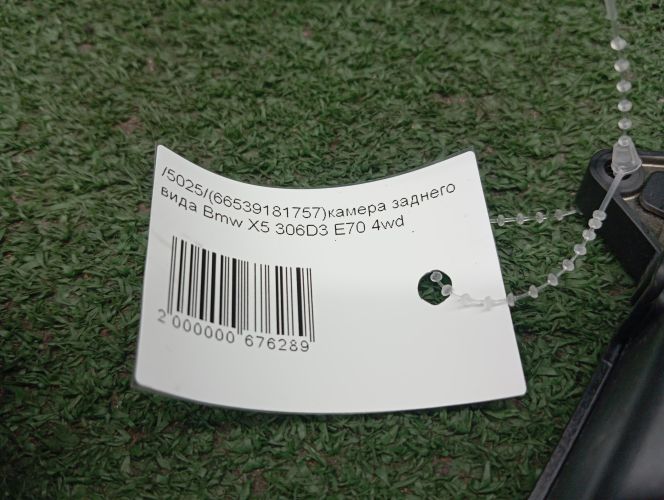 /5025/(66539181757)камера заднего
вида Bmw X5 306D3 E70 4wd
2 000000 676289